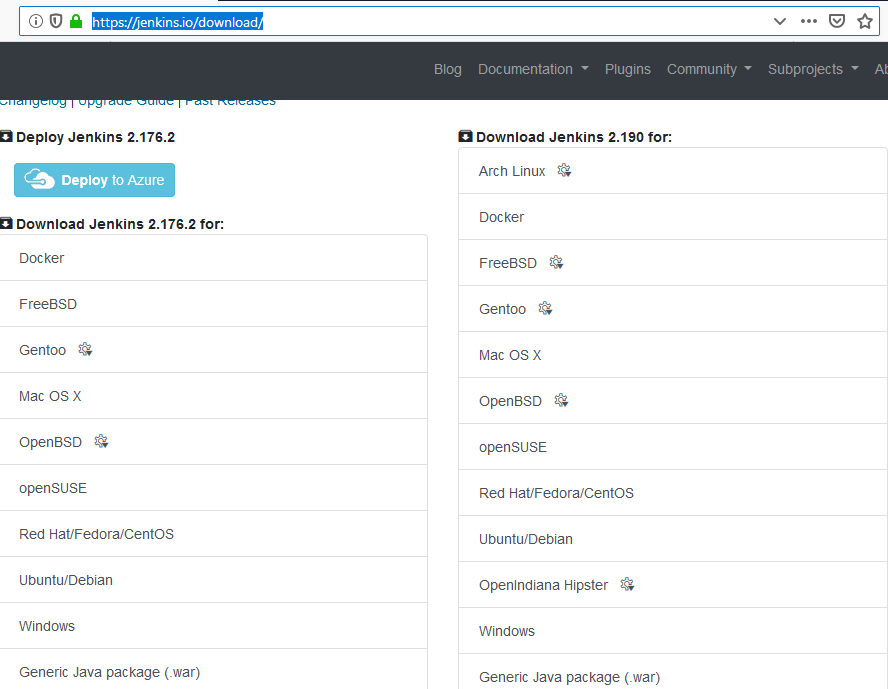 https://jenkins.io/download/
Blog Documentation Plugins Community Subprojects Ab
Changelog | Upgrade Guide | Past Releases
Deploy Jenkins 2.176.2
Deploy to Azure
Download Jenkins 2.176.2 for:
Docker
FreeBSD
Gentoo
Mac OS X
OpenBSD
openSUSE
Red Hat/Fedora/CentOS
Ubuntu/Debian
Windows
Generic Java package (.war)
Download Jenkins 2.190 for:
Arch Linux
Docker
FreeBSD
Gentoo
Mac OS X
OpenBSD
openSUSE
Red Hat/Fedora/CentOS
Ubuntu/Debian
OpenIndiana Hipster
Windows
Generic Java package (.war)